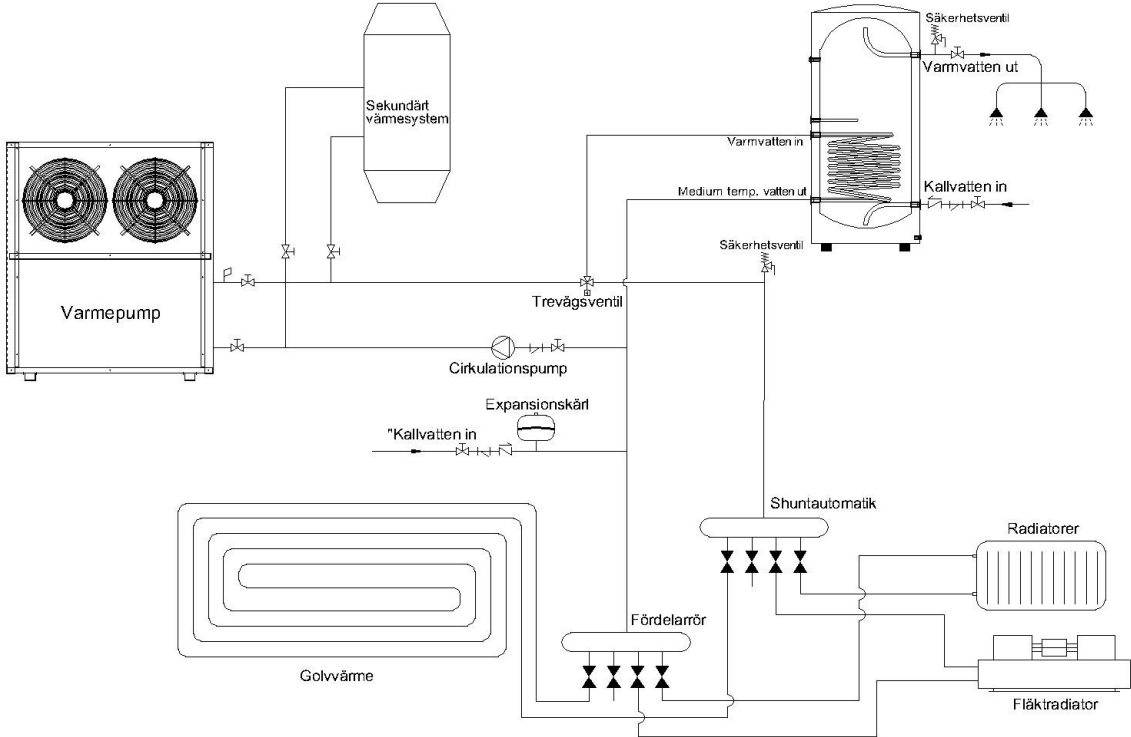 Säkerhetsventil
Varmvatten ut
Sekundärt
värmesystem
Varmvatten in
Medium temp. vatten ut
Kallvatten in
Säkerhetsventil
Varmepump
Trevägsventil
Cirkulationspump
Expansionskärl
"Kallvatten in
Shuntautomatik
Radiatorer
Fördelarrör
Golvvärme
Fläktradiator